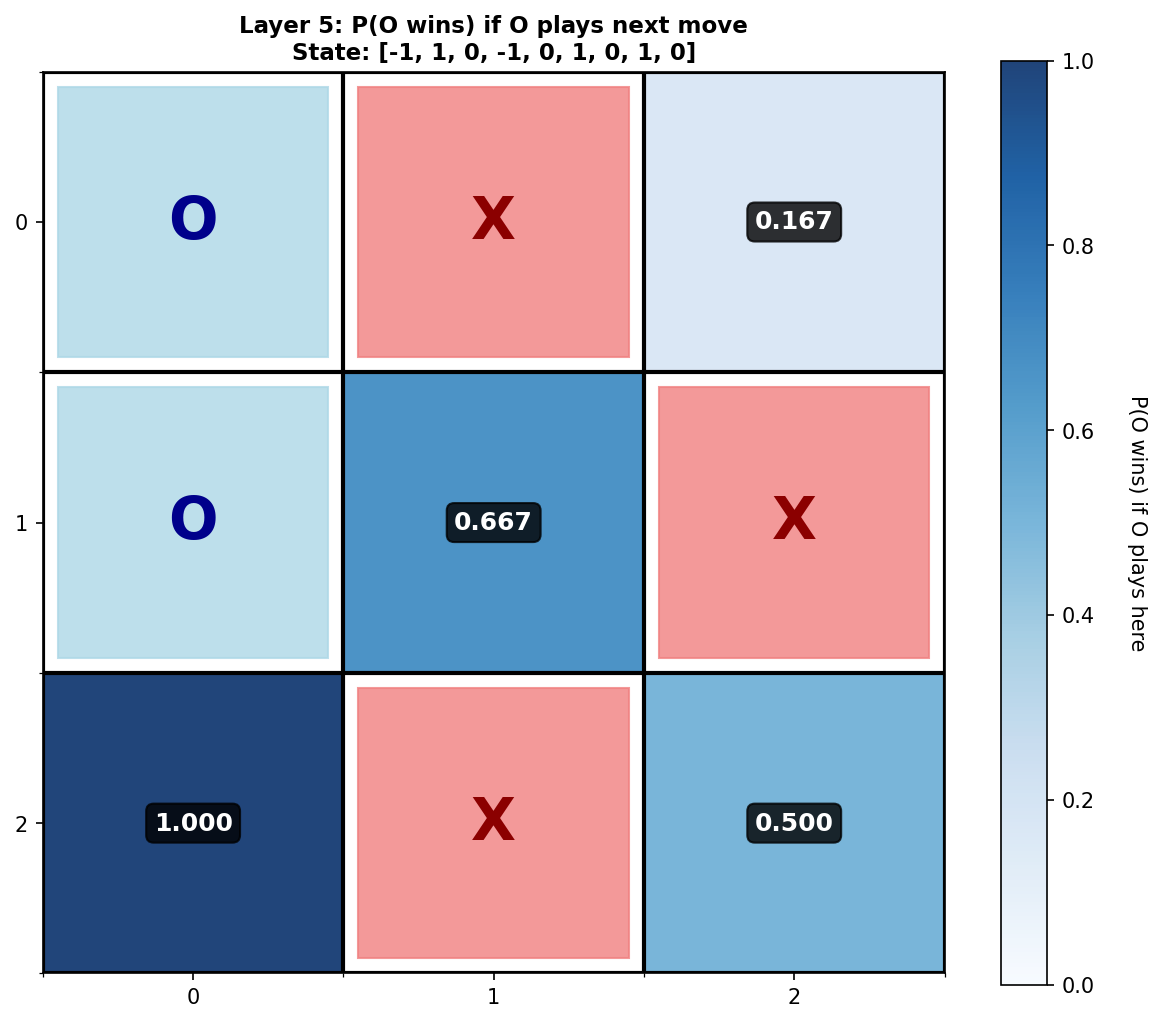 Layer 5: P(O wins) if O plays next move
State: [-1, 1, 0, -1, 0, 1, 0, 1, 0]
0
O
X
0.167
1
O
0.667
X
2
1.000
X
0.500
0
1
2
1.0
0.8
0.6
0.4
0.2
0.0
P(O wins) if O plays here